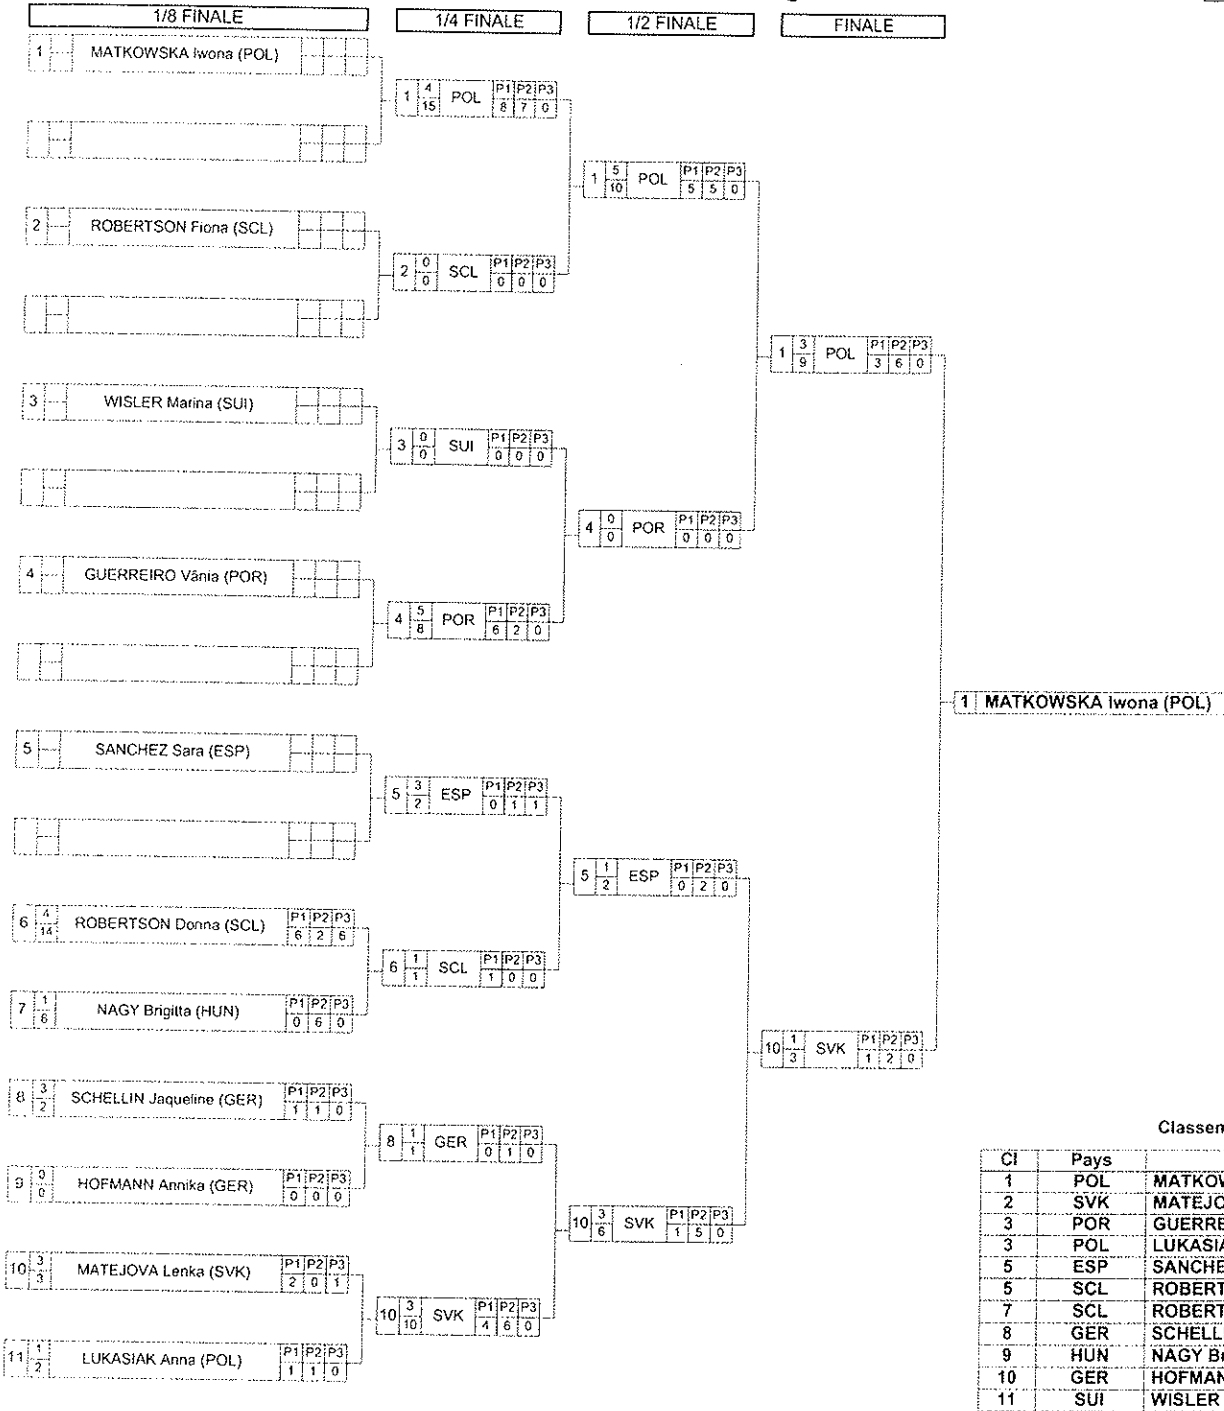 1/8 FINALE 1/4 FINALE 1/2 FINALE FINALE
1 --- MATKOWSKA Iwona (POL)
1 4 15 POL P1 P2 P3 8 7 0
1 5 10 POL P1 P2 P3 5 5 0
2 --- ROBERTSON Fiona (SCL)
2 0 0 SCL P1 P2 P3 0 0 0
1 3 9 POL P1 P2 P3 3 6 0
3 --- WISLER Marina (SUI)
3 0 0 SUI P1 P2 P3 0 0 0
4 0 0 POR P1 P2 P3 0 0 0
4 --- GUERREIRO Vânia (POR)
4 5 8 POR P1 P2 P3 6 2 0
1 MATKOWSKA Iwona (POL)
5 --- SANCHEZ Sara (ESP)
5 3 2 ESP P1 P2 P3 0 1 1
5 1 2 ESP P1 P2 P3 0 2 0
6 4 14 ROBERTSON Donna (SCL) P1 P2 P3 6 2 6
6 1 1 SCL P1 P2 P3 1 0 0
7 1 6 NAGY Brigitta (HUN) P1 P2 P3 0 6 0
10 1 3 SVK P1 P2 P3 1 2 0
8 3 2 SCHELLIN Jaqueline (GER) P1 P2 P3 1 1 0
8 1 1 GER P1 P2 P3 0 1 0
9 0 0 HOFMANN Annika (GER) P1 P2 P3 0 0 0
10 3 6 SVK P1 P2 P3 1 5 0
10 3 3 MATEJOVA Lenka (SVK) P1 P2 P3 2 0 1
10 3 10 SVK P1 P2 P3 4 6 0
11 1 2 LUKASIAK Anna (POL) P1 P2 P3 1 1 0
Classem
Cl Pays
1 POL MATKOW
2 SVK MATEJO
3 POR GUERRE
3 POL LUKASIA
5 ESP SANCHE
5 SCL ROBERT
7 SCL ROBERT
8 GER SCHELL
9 HUN NAGY B
10 GER HOFMAN
11 SUI WISLER